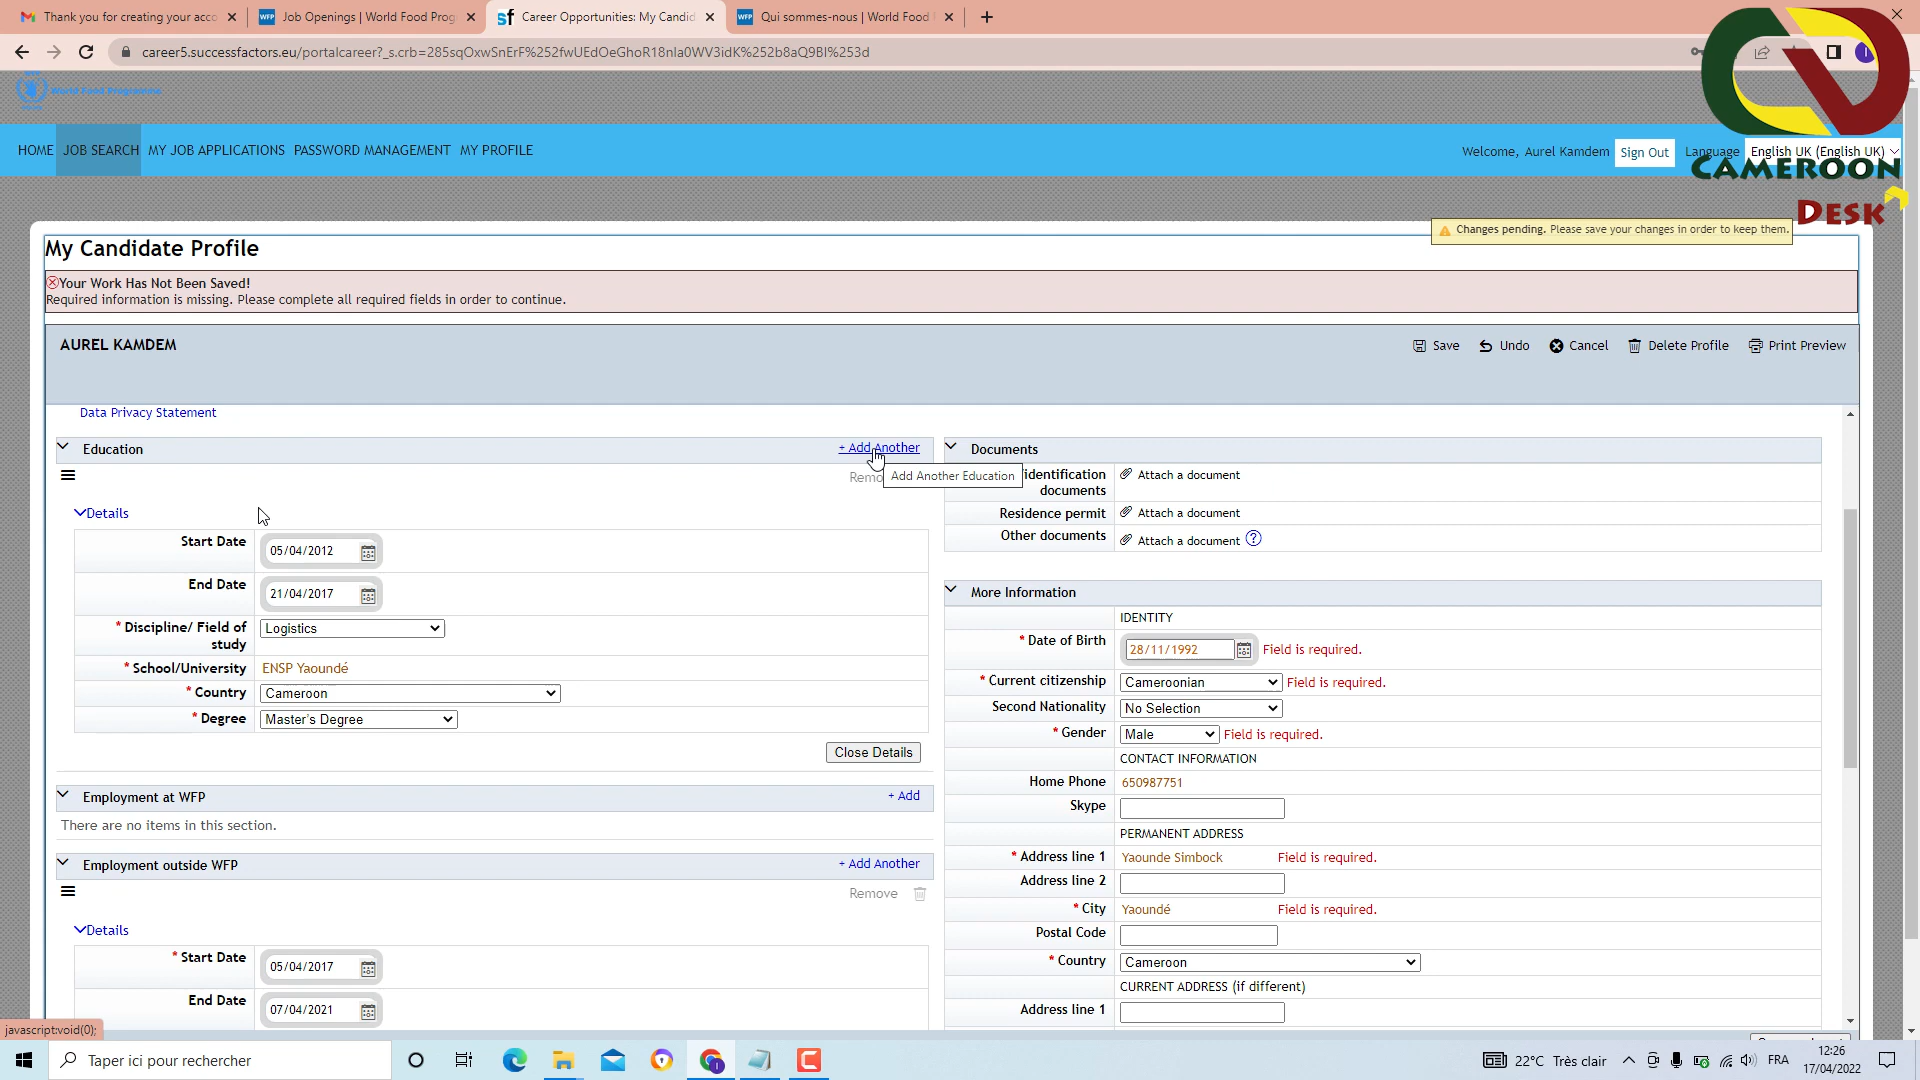 Thank you for creating your acco
Job Openings | World Food Prog
Career Opportunities: My Candid
Qui sommes-nous | World Food
career5.successfactors.eu/portalcareer?_s.crb=285sqOxwSnErF%252fwUEdOeGhoR18nIa0WV3idK%252b8aQ9BI%253d
World Food Programme
HOME JOB SEARCH MY JOB APPLICATIONS PASSWORD MANAGEMENT MY PROFILE
Welcome, Aurel Kamdem Sign Out Language English UK (English UK)
CAMEROON
DESK
My Candidate Profile
Changes pending. Please save your changes in order to keep them.
Your Work Has Not Been Saved!
Required information is missing. Please complete all required fields in order to continue.
AUREL KAMDEM
Save Undo Cancel Delete Profile Print Preview
Data Privacy Statement
Education + Add Another
Remo
Add Another Education
Details
Start Date 05/04/2012
End Date 21/04/2017
* Discipline/ Field of study Logistics
* School/University ENSP Yaoundé
* Country Cameroon
* Degree Master's Degree
Close Details
Employment at WFP + Add
There are no items in this section.
Employment outside WFP + Add Another
Remove
Details
* Start Date 05/04/2017
End Date 07/04/2021
Documents
identification documents Attach a document
Residence permit Attach a document
Other documents Attach a document ?
More Information
IDENTITY
* Date of Birth 28/11/1992 Field is required.
* Current citizenship Cameroonian Field is required.
Second Nationality No Selection
* Gender Male Field is required.
CONTACT INFORMATION
Home Phone 650987751
Skype
PERMANENT ADDRESS
* Address line 1 Yaounde Simbock Field is required.
Address line 2
* City Yaoundé Field is required.
Postal Code
* Country Cameroon
CURRENT ADDRESS (if different)
Address line 1
javascript:void(0);
Taper ici pour rechercher
22°C Très clair
FRA
12:26
17/04/2022